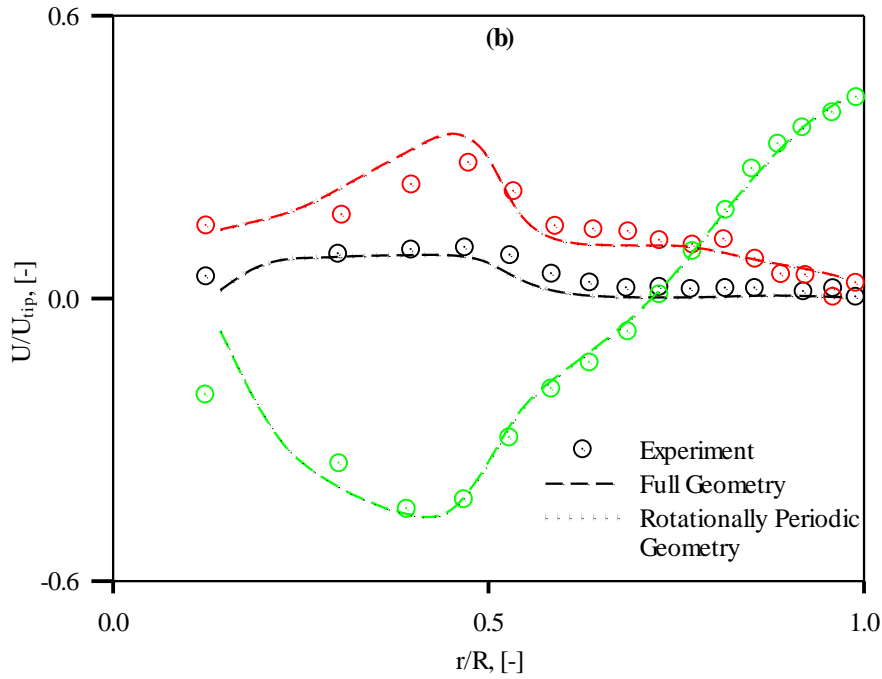 0.6
(b)
0.0
U/U_tip, [-]
Experiment
Full Geometry
Rotationally Periodic
Geometry
-0.6
0.0
0.5
1.0
r/R, [-]